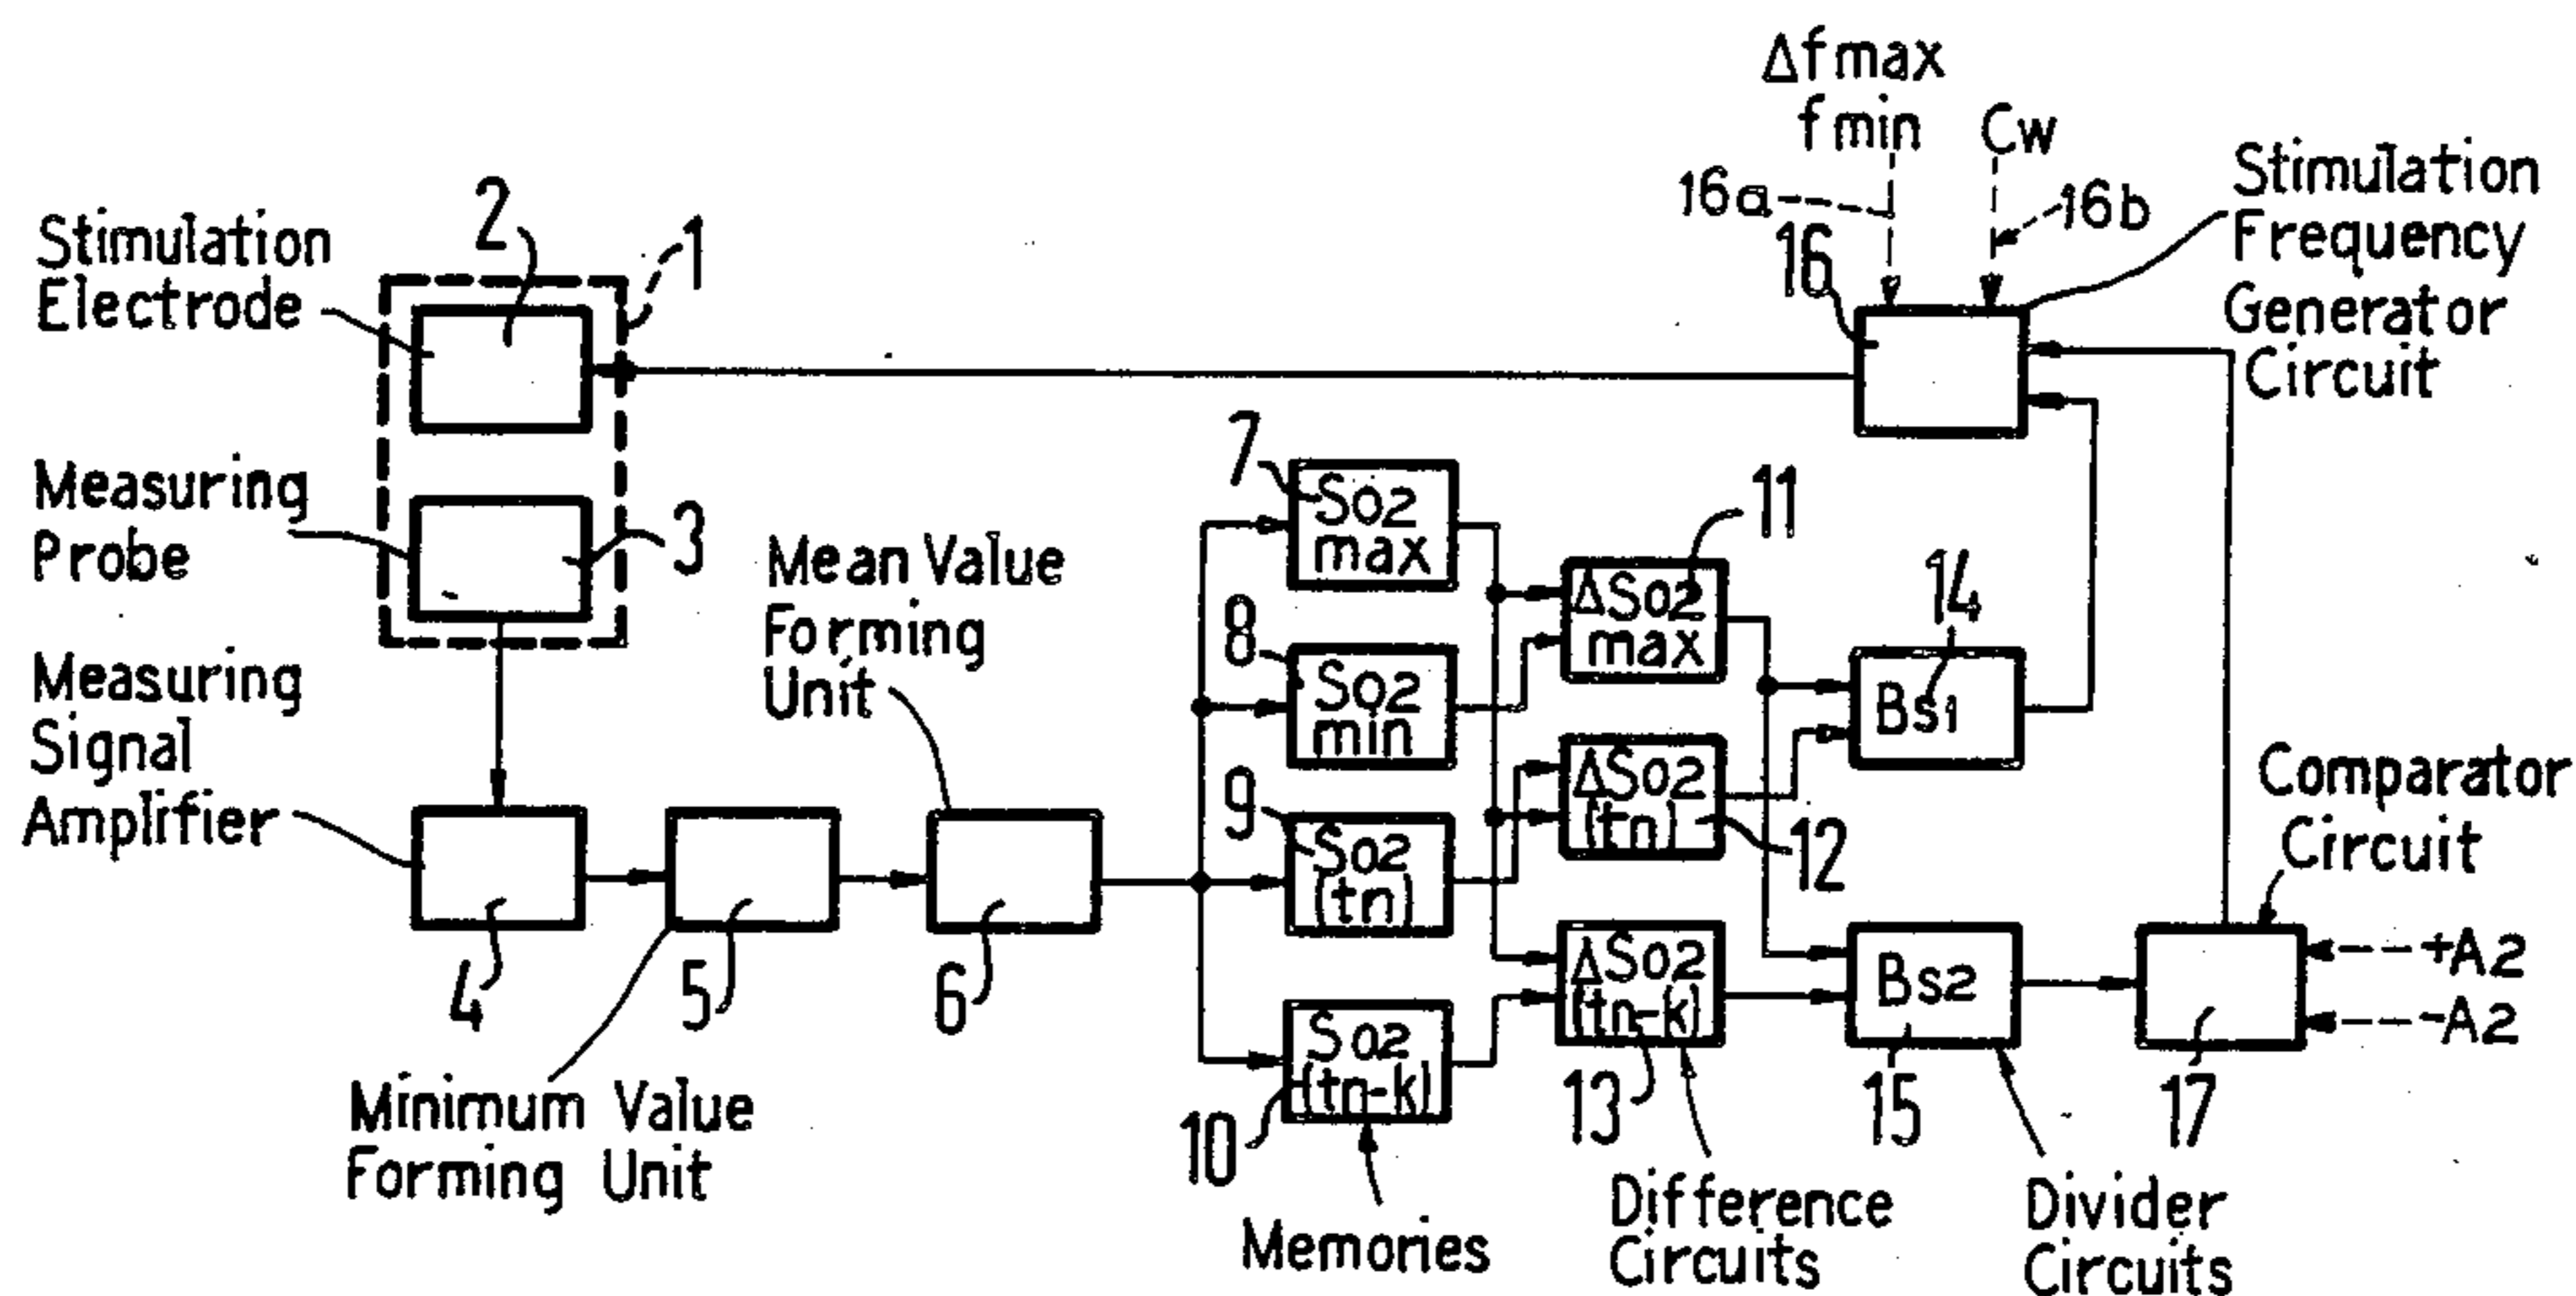 Δfmax
fmin
Cw
16a
16b
16
Stimulation
Frequency
Generator
Circuit
Stimulation
Electrode
2
1
Measuring
Probe
3
Measuring
Signal
Amplifier
4
Minimum Value
Forming Unit
5
Mean Value
Forming
Unit
6
7
So2
max
8
So2
min
9
So2
(tn)
10
So2
(tn-k)
Memories
11
ΔSo2
max
12
ΔSo2
(tn)
13
ΔSo2
(tn-k)
Difference
Circuits
14
Bs1
15
Bs2
Divider
Circuits
Comparator
Circuit
17
+A2
-A2